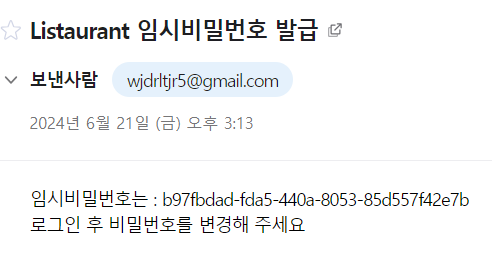 Listaurant 임시비밀번호 발급
보낸사람 wjdrltjr5@gmail.com
2024년 6월 21일 (금) 오후 3:13
임시비밀번호는 : b97fbdad-fda5-440a-8053-85d557f42e7b
로그인 후 비밀번호를 변경해 주세요